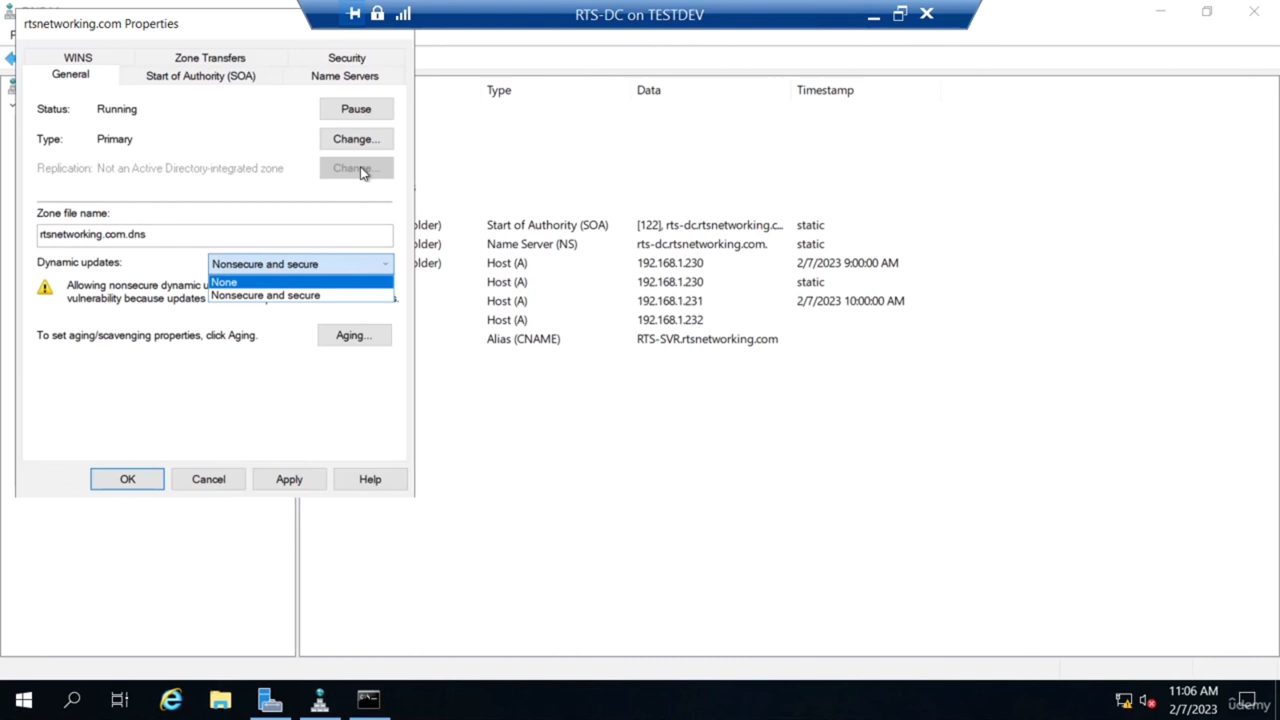 rtsnetworking.com Properties
RTS-DC on TESTDEV
WINS Zone Transfers Security
General Start of Authority (SOA) Name Servers
Status: Running Pause
Type: Primary Change...
Replication: Not an Active Directory-integrated zone Change...
Zone file name:
rtsnetworking.com.dns
Dynamic updates: Nonsecure and secure
None
Nonsecure and secure
Allowing nonsecure dynamic u
vulnerability because updates s.
To set aging/scavenging properties, click Aging. Aging...
OK Cancel Apply Help
Type Data Timestamp
older) Start of Authority (SOA) [122], rts-dc.rtsnetworking.c... static
older) Name Server (NS) rts-dc.rtsnetworking.com. static
older) Host (A) 192.168.1.230 2/7/2023 9:00:00 AM
Host (A) 192.168.1.230 static
Host (A) 192.168.1.231 2/7/2023 10:00:00 AM
Host (A) 192.168.1.232
Alias (CNAME) RTS-SVR.rtsnetworking.com
11:06 AM
2/7/2023
udemy